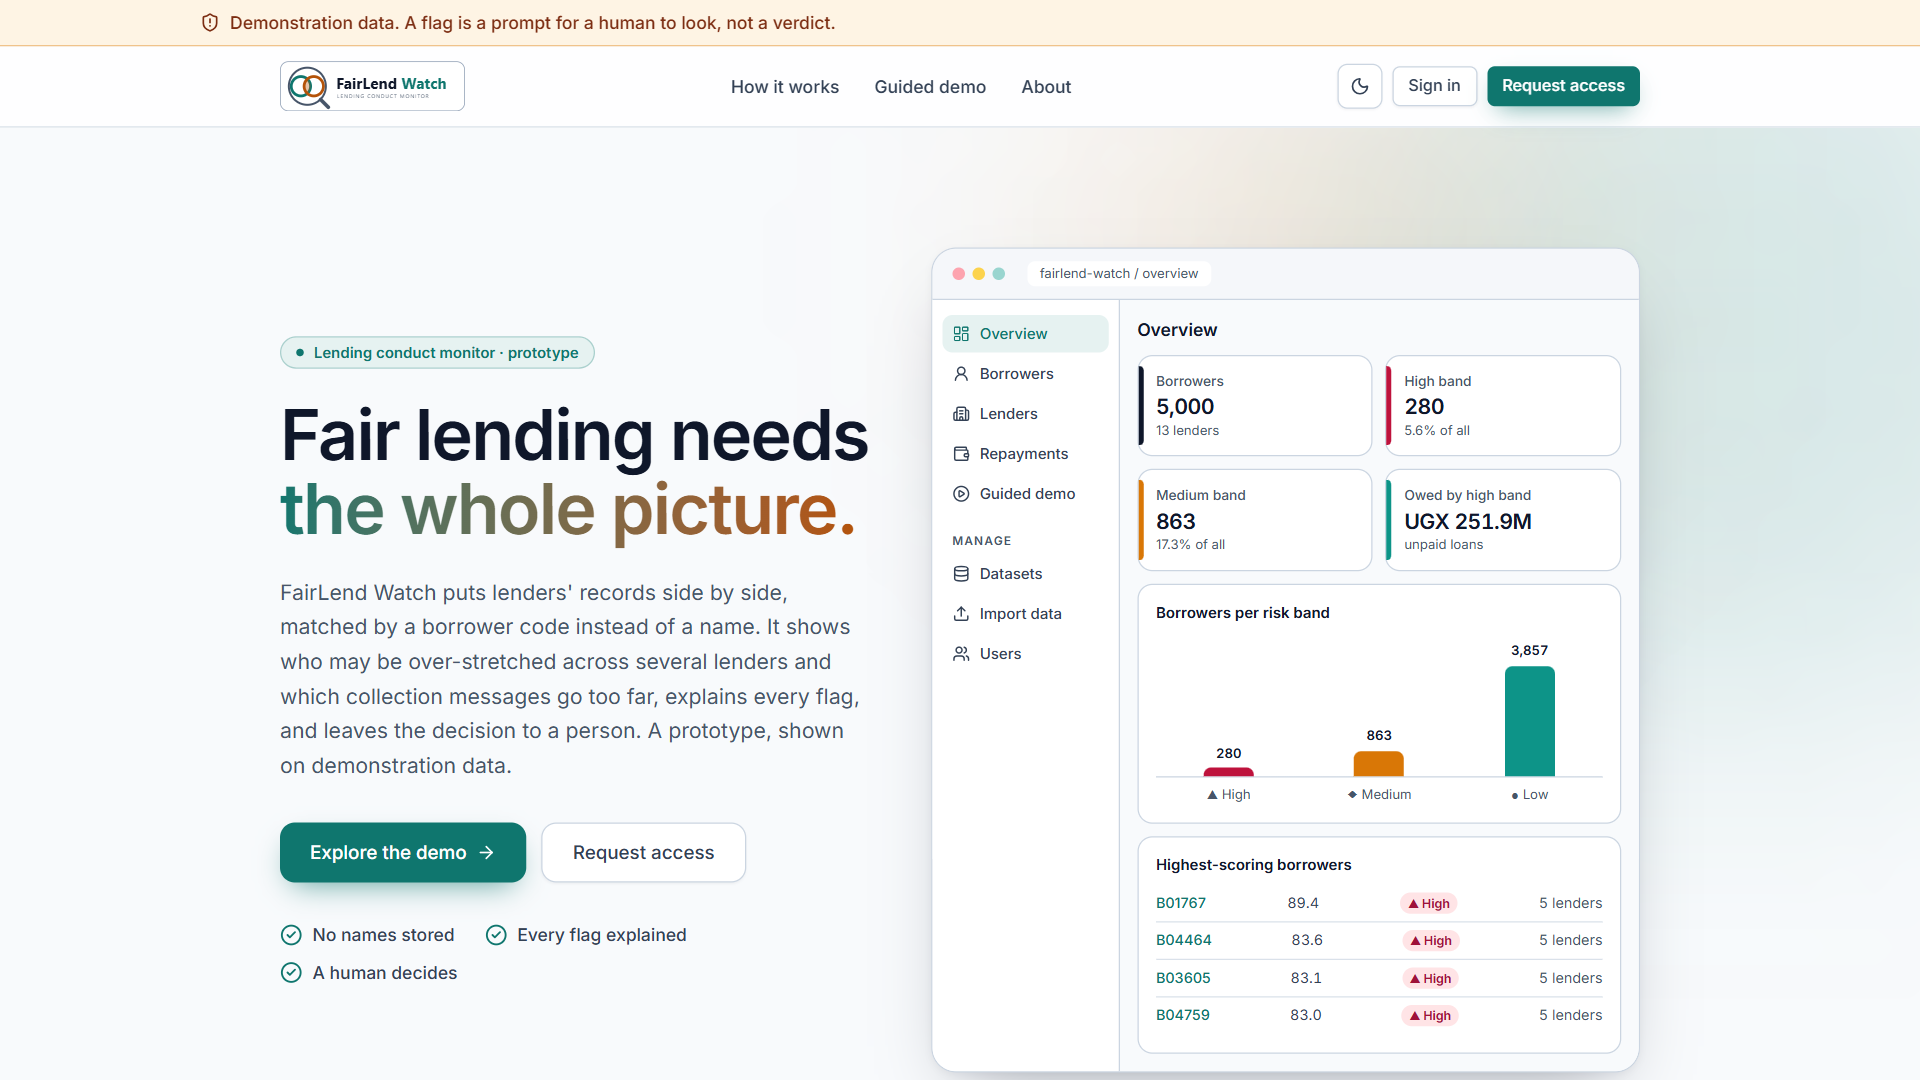 Demonstration data. A flag is a prompt for a human to look, not a verdict.
FairLend Watch
LENDING CONDUCT MONITOR
How it works
Guided demo
About
Sign in
Request access
Lending conduct monitor · prototype
Fair lending needs
the whole picture.
FairLend Watch puts lenders' records side by side,
matched by a borrower code instead of a name. It shows
who may be over-stretched across several lenders and
which collection messages go too far, explains every flag,
and leaves the decision to a person. A prototype, shown
on demonstration data.
Explore the demo →
Request access
No names stored
Every flag explained
A human decides
fairlend-watch / overview
Overview
Borrowers
Lenders
Repayments
Guided demo
MANAGE
Datasets
Import data
Users
Overview
Borrowers
5,000
13 lenders
High band
280
5.6% of all
Medium band
863
17.3% of all
Owed by high band
UGX 251.9M
unpaid loans
Borrowers per risk band
280
863
3,857
▲ High
◆ Medium
● Low
Highest-scoring borrowers
B01767 89.4 ▲ High 5 lenders
B04464 83.6 ▲ High 5 lenders
B03605 83.1 ▲ High 5 lenders
B04759 83.0 ▲ High 5 lenders